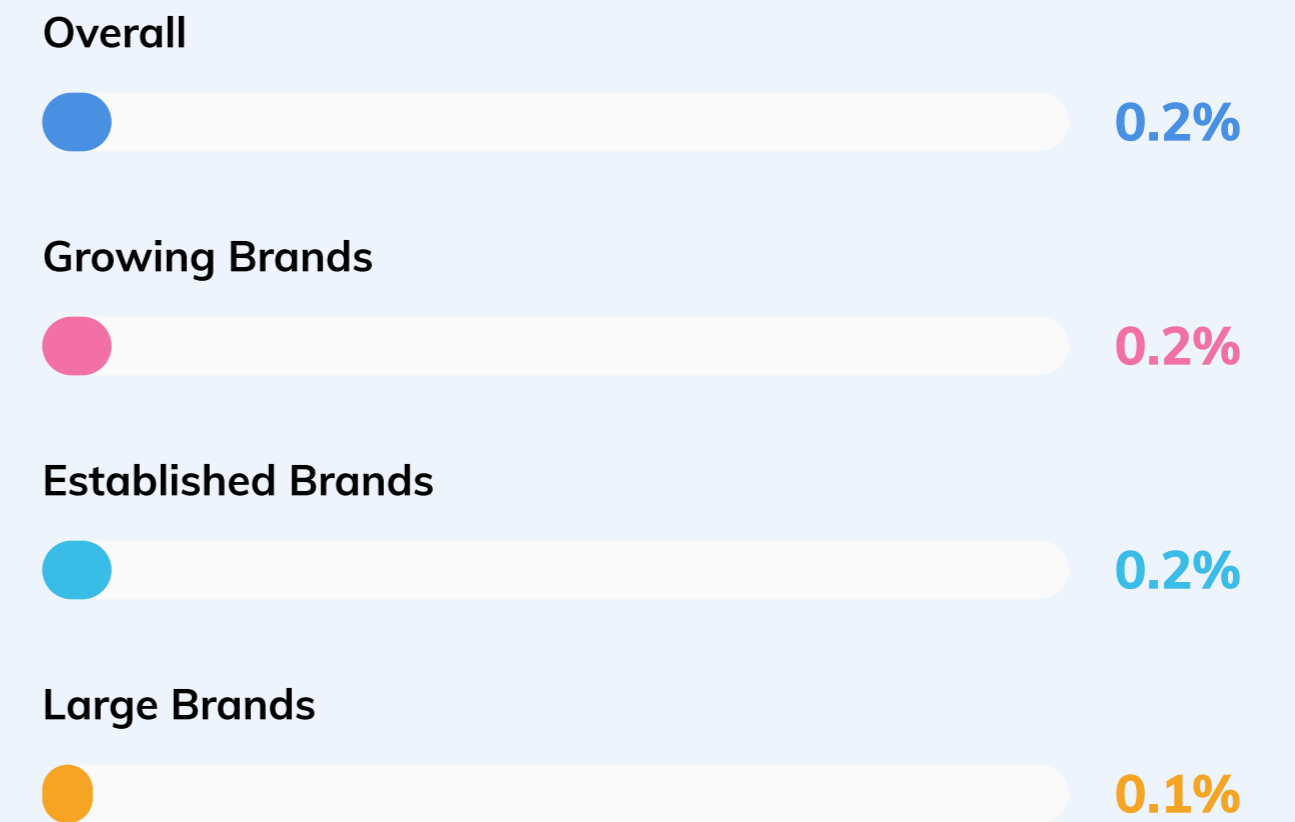 Overall
0.2%
Growing Brands
0.2%
Established Brands
0.2%
Large Brands
0.1%